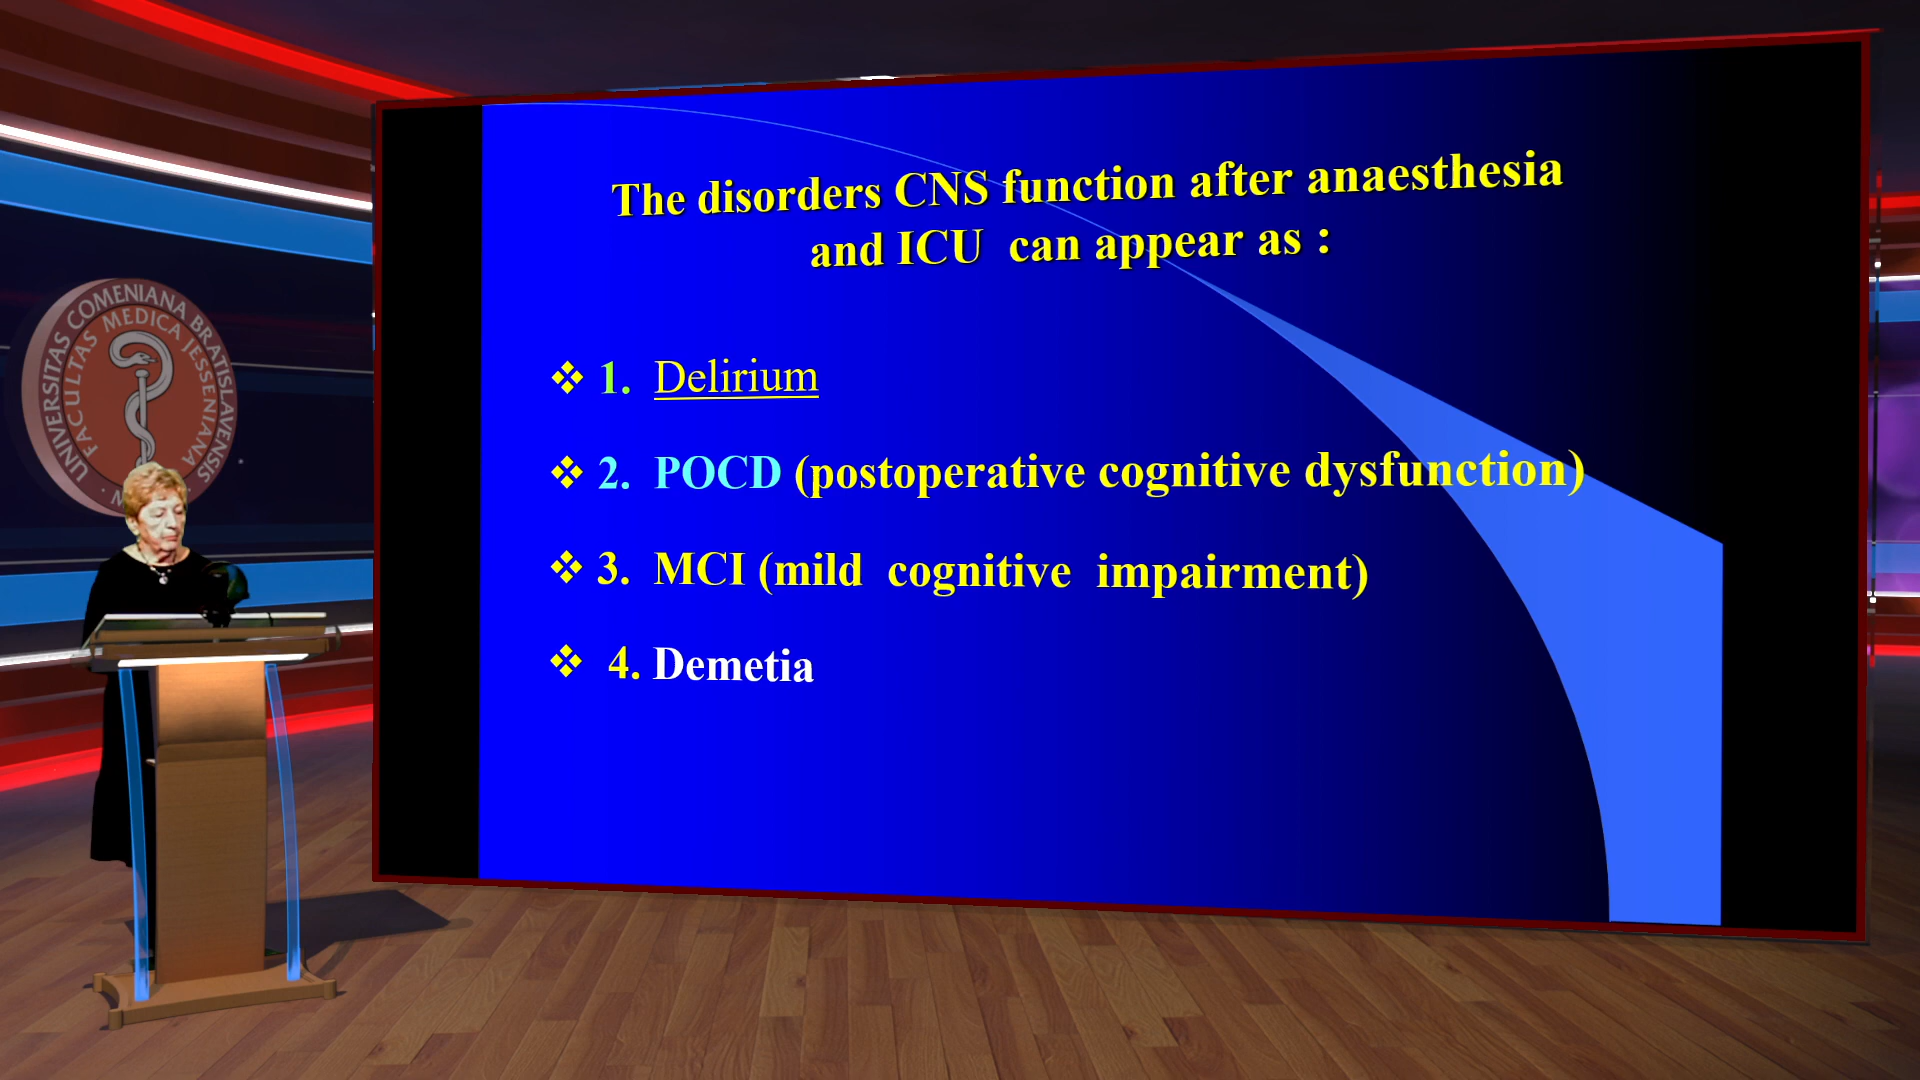 The disorders CNS function after anaesthesia
and ICU can appear as :
❖ 1. Delirium
❖ 2. POCD (postoperative cognitive dysfunction)
❖ 3. MCI (mild cognitive impairment)
❖ 4. Demetia
UNIVERSITAS COMENIANA BRATISLAVENSIS
FACULTAS MEDICA JESSENIANA